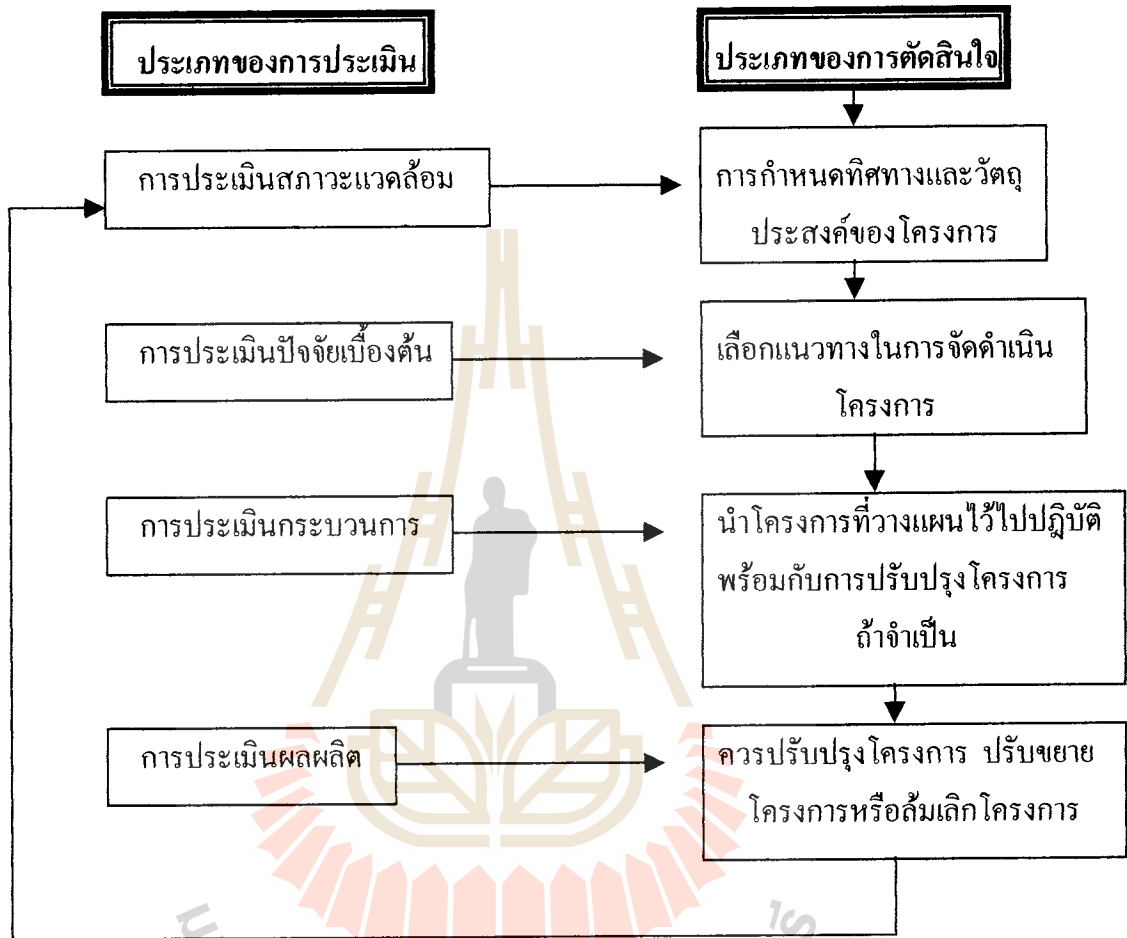 ประเภทของการประเมิน
ประเภทของการตัดสินใจ
การประเมินสภาวะแวดล้อม
การกำหนดทิศทางและวัตถุ
ประสงค์ของโครงการ
การประเมินปัจจัยเบื้องต้น
เลือกแนวทางในการจัดดำเนิน
โครงการ
การประเมินกระบวนการ
นำโครงการที่วางแผนไว้ไปปฎิบัติ
พร้อมกับการปรับปรุงโครงการ
ถ้าจำเป็น
การประเมินผลผลิต
ควรปรับปรุงโครงการ ปรับขยาย
โครงการหรือล้มเลิกโครงการ